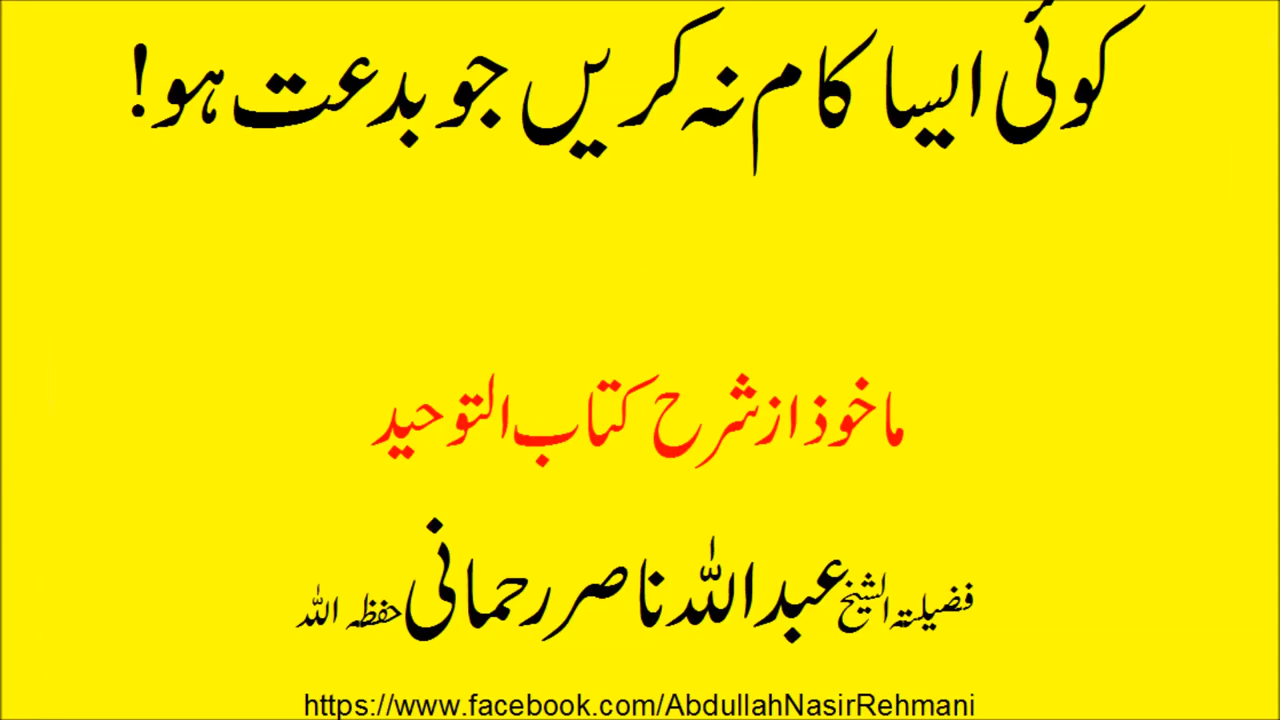 کوئی ایسا کام نہ کریں جو بدعت ہو!
ماخوذ از شرح کتاب التوحید
فضیلتہ الشیخ عبداللہ ناصر رحمانی حفظہ اللہ
https://www.facebook.com/AbdullahNasirRehmani